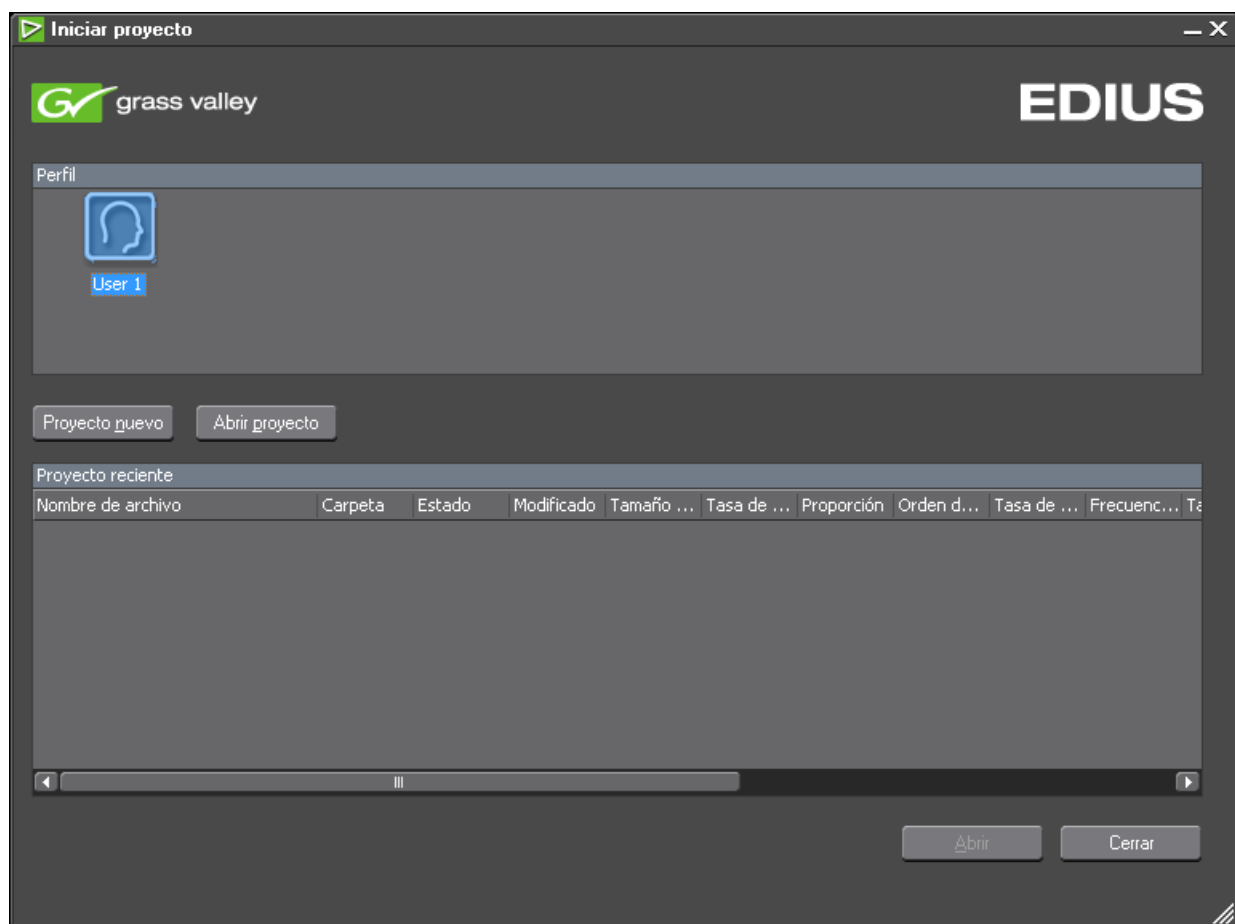 Iniciar proyecto
grass valley
EDIUS
Perfil
User 1
Proyecto nuevo
Abrir proyecto
Proyecto reciente
Nombre de archivo Carpeta Estado Modificado Tamaño ... Tasa de ... Proporción Orden d... Tasa de ... Frecuenc... Ta
Abrir
Cerrar